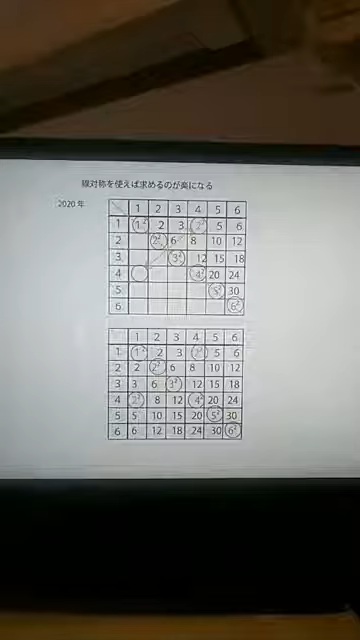 線対称を使えば求めるのが楽になる
2020年
1 2 3 4 5 6
1 1² 2 3 2² 5 6
2 2² 6 8 10 12
3 3² 12 15 18
4 4² 20 24
5 5² 30
6 6²
1 2 3 4 5 6
1 1² 2 3 2² 5 6
2 2 2² 6 8 10 12
3 3 6 3² 12 15 18
4 2² 8 12 4² 20 24
5 5 10 15 20 5² 30
6 6 12 18 24 30 6²